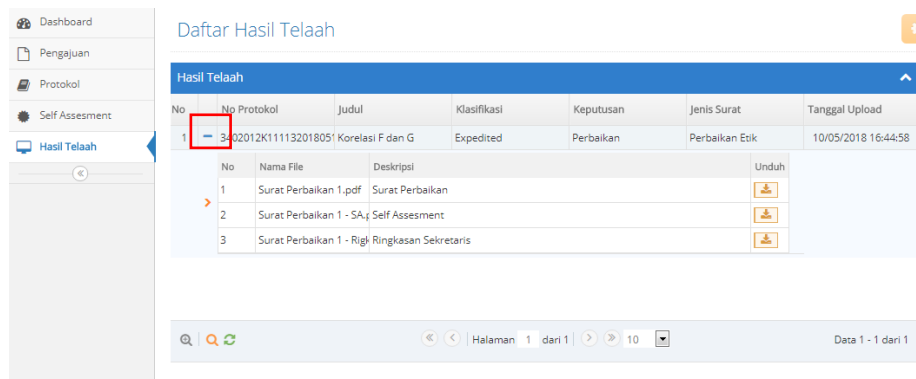 Dashboard
Pengajuan
Protokol
Self Assesment
Hasil Telaah
Daftar Hasil Telaah
Hasil Telaah
No No Protokol Judul Klasifikasi Keputusan Jenis Surat Tanggal Upload
1 3402012K11113201805 Korelasi F dan G Expedited Perbaikan Perbaikan Etik 10/05/2018 16:44:58
No Nama File Deskripsi Unduh
1 Surat Perbaikan 1.pdf Surat Perbaikan
2 Surat Perbaikan 1 - SA.p Self Assesment
3 Surat Perbaikan 1 - Rigk Ringkasan Sekretaris
Halaman 1 dari 1 10 Data 1 - 1 dari 1